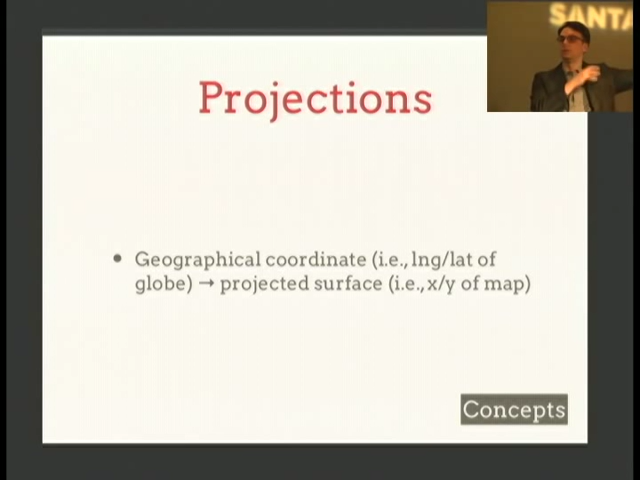 SANTA
Projections
• Geographical coordinate (i.e., lng/lat of
globe) → projected surface (i.e., x/y of map)
Concepts